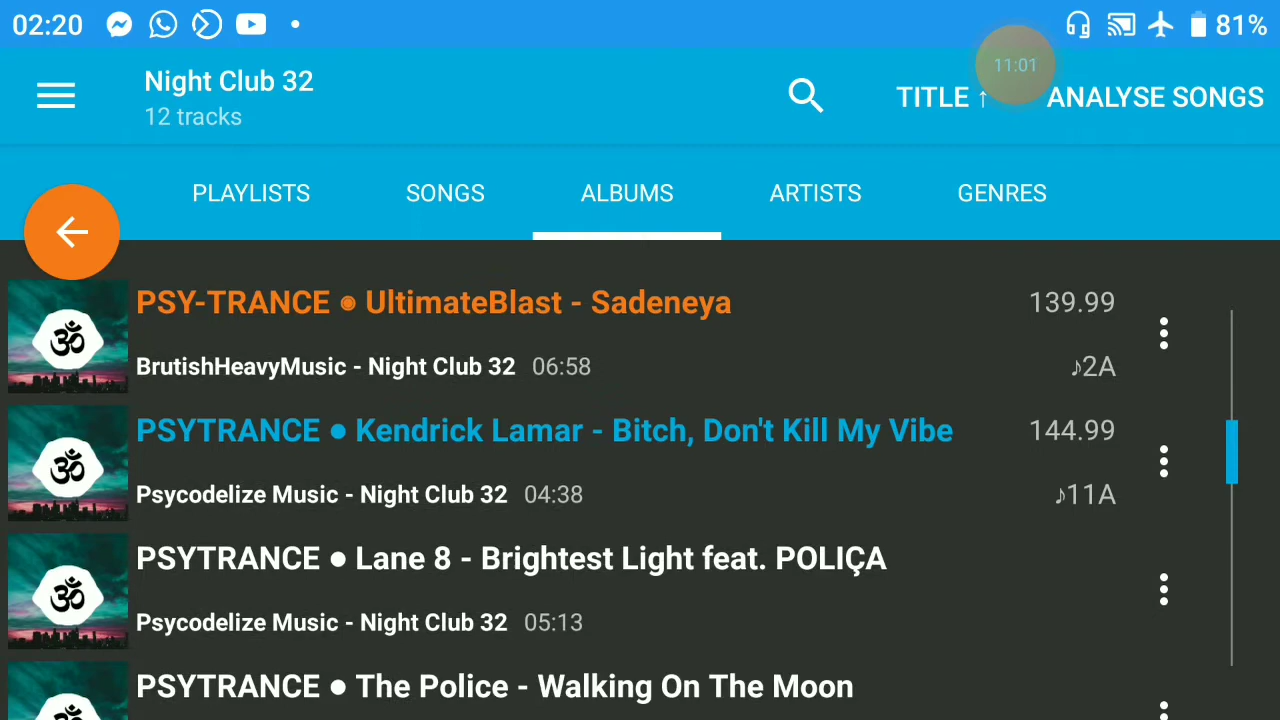 02:20 81%
11:01
Night Club 32
12 tracks
TITLE ↑ ANALYSE SONGS
PLAYLISTS SONGS ALBUMS ARTISTS GENRES
PSY-TRANCE ◉ UltimateBlast - Sadeneya 139.99
BrutishHeavyMusic - Night Club 32 06:58 ♪2A
PSYTRANCE ● Kendrick Lamar - Bitch, Don't Kill My Vibe 144.99
Psycodelize Music - Night Club 32 04:38 ♪11A
PSYTRANCE ● Lane 8 - Brightest Light feat. POLIÇA
Psycodelize Music - Night Club 32 05:13
PSYTRANCE ● The Police - Walking On The Moon